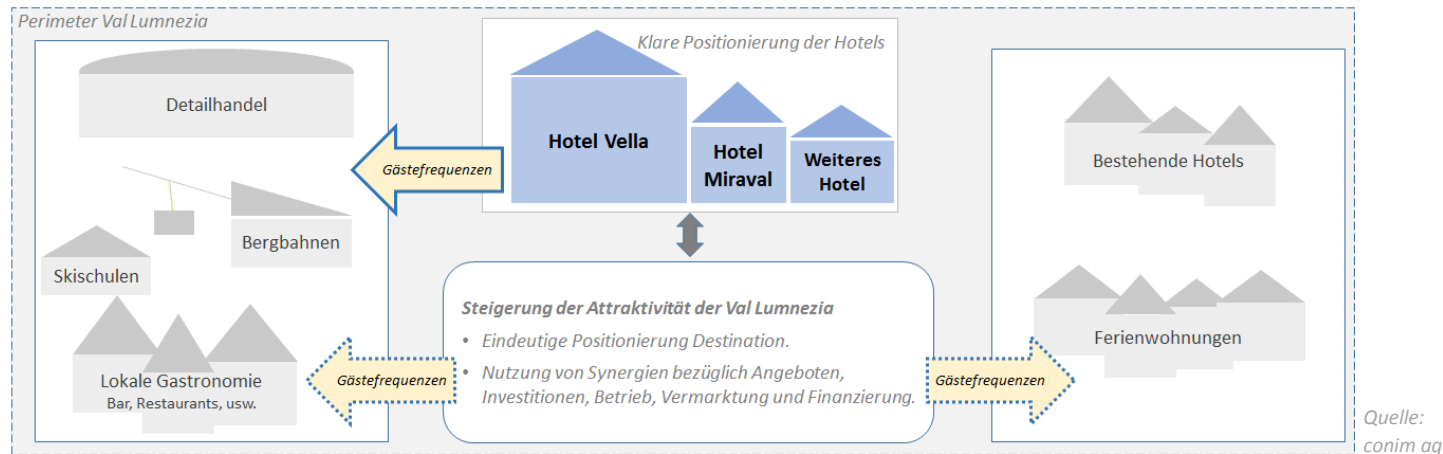 Perimeter Val Lumnezia
Detailhandel
Bergbahnen
Skischulen
Lokale Gastronomie
Bar, Restaurants, usw.
Klare Positionierung der Hotels
Hotel Vella
Hotel
Miraval
Weiteres
Hotel
Gästefrequenzen
Steigerung der Attraktivität der Val Lumnezia
• Eindeutige Positionierung Destination.
• Nutzung von Synergien bezüglich Angeboten,
Investitionen, Betrieb, Vermarktung und Finanzierung.
Gästefrequenzen
Gästefrequenzen
Bestehende Hotels
Ferienwohnungen
Quelle:
conim ag